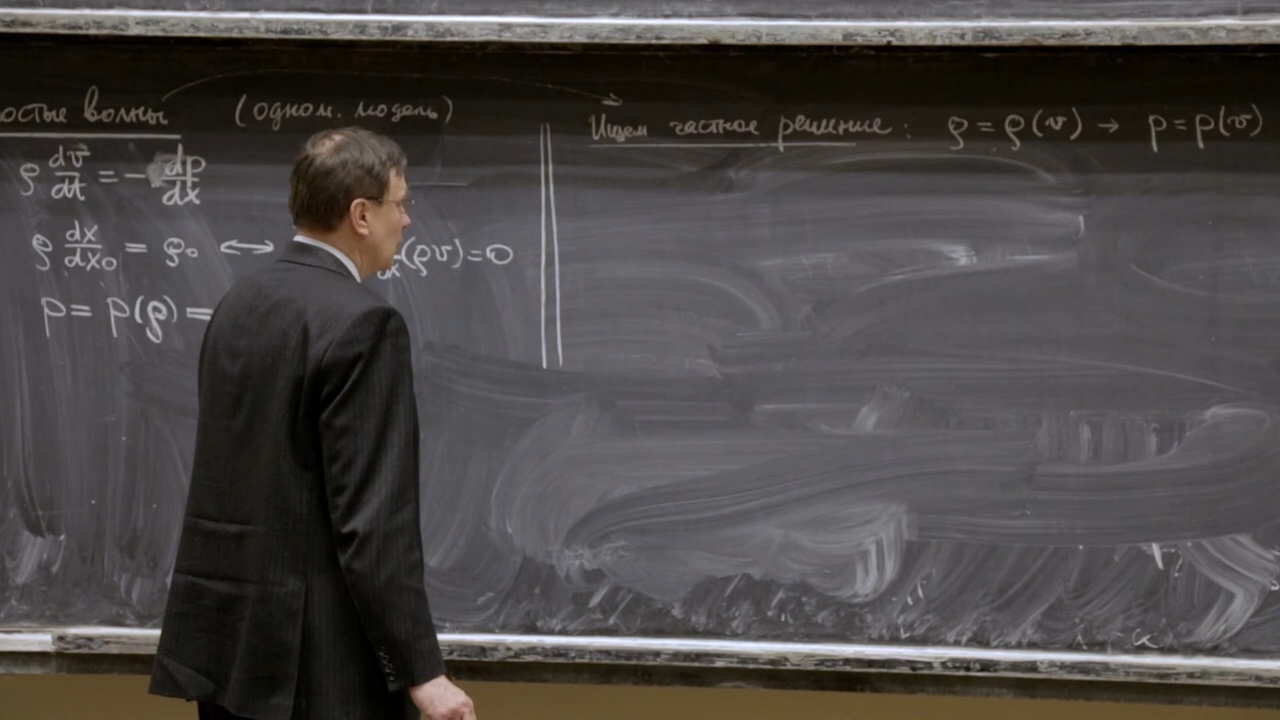 остые волны (одном. модель)
ρ dv/dt = - dp/dx
ρ dx/dx₀ = ρ₀ ↔ (ρv)=0
p = p(ρ) =
Ищем частное решение: ρ = ρ(v) → p = p(v)